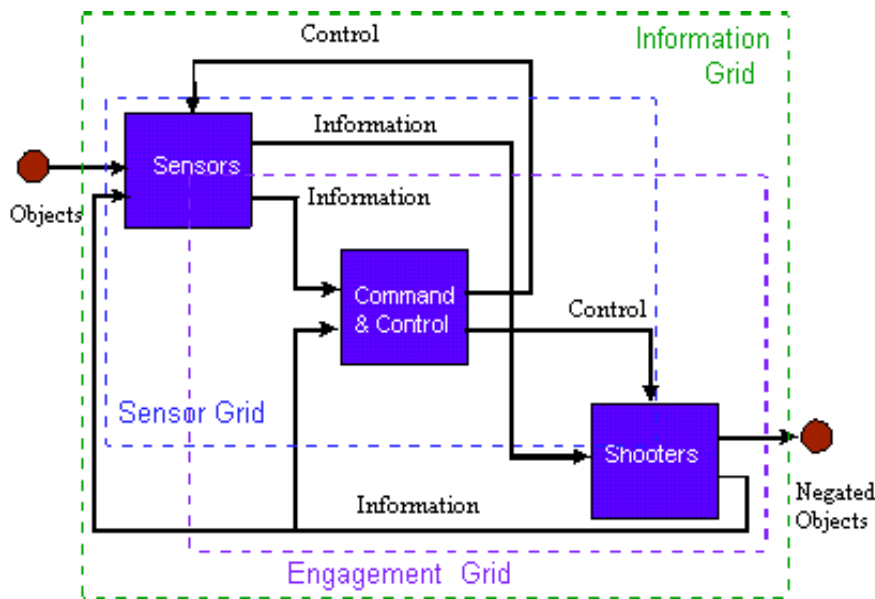 Control
Information
Grid
Information
Sensors
Information
Objects
Command
& Control
Control
Sensor Grid
Shooters
Information
Negated
Objects
Engagement Grid